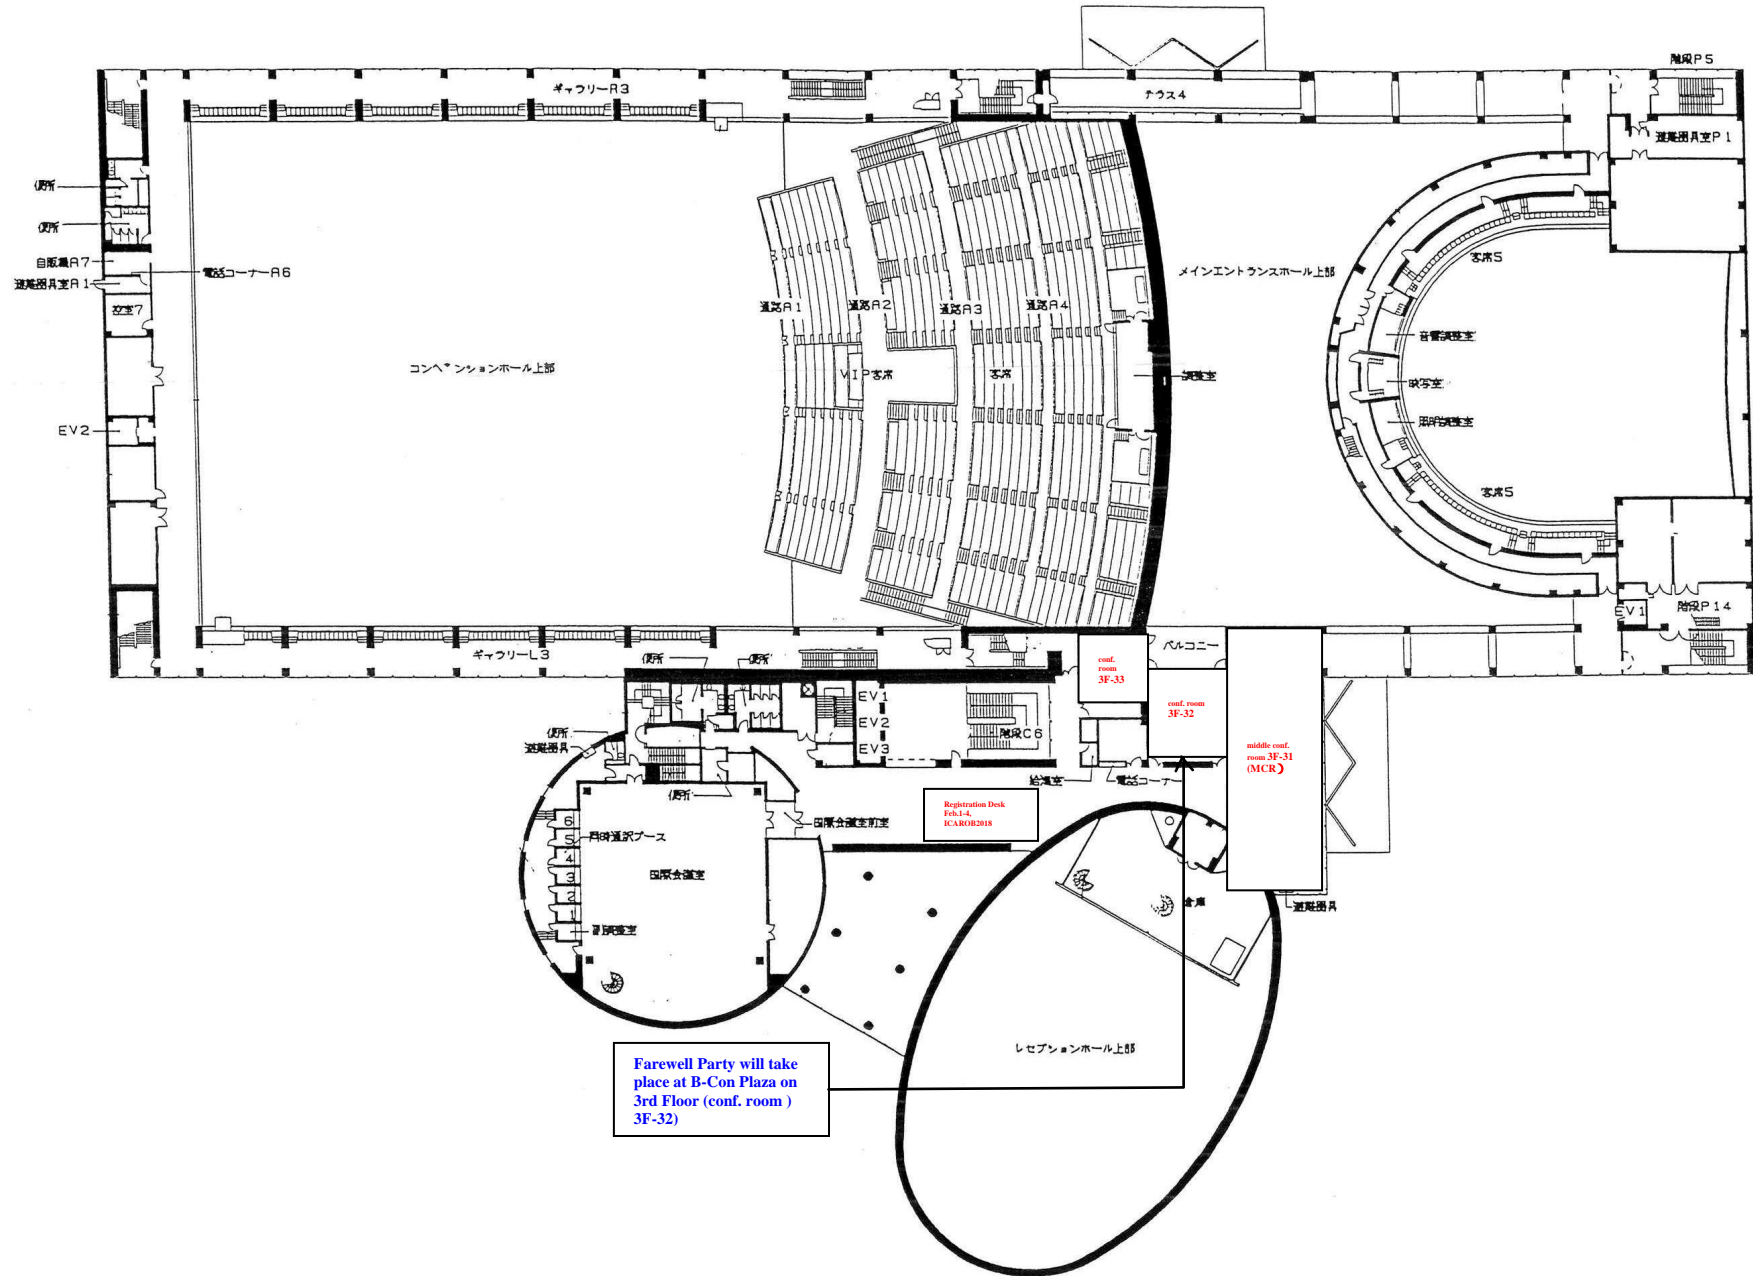 階段P5
ギャラリーR3
テラス4
避難器具室P1
便所
便所
自販機A7
電話コーナーA6
避難器具室A1
空室7
客席S
メインエントランスホール上部
通路A1
通路A2
通路A3
通路A4
音響調整室
コンベンションホール上部
VIP客席
客席
調整室
映写室
照明調整室
EV2
客席S
EV1
階段P14
ギャラリーL3
便所
便所
バルコニー
conf.
room
3F-33
conf. room
3F-32
EV1
EV2
EV3
階段C6
middle conf.
room 3F-31
(MCR)
便所
避難器具
便所
給湯室
電話コーナー
Registration Desk
Feb.1-4,
ICAROB2018
国際会議室前室
6
5
4
3
2
1
同時通訳ブース
国際会議室
副調整室
倉庫
避難器具
レセプションホール上部
Farewell Party will take
place at B-Con Plaza on
3rd Floor (conf. room )
3F-32)